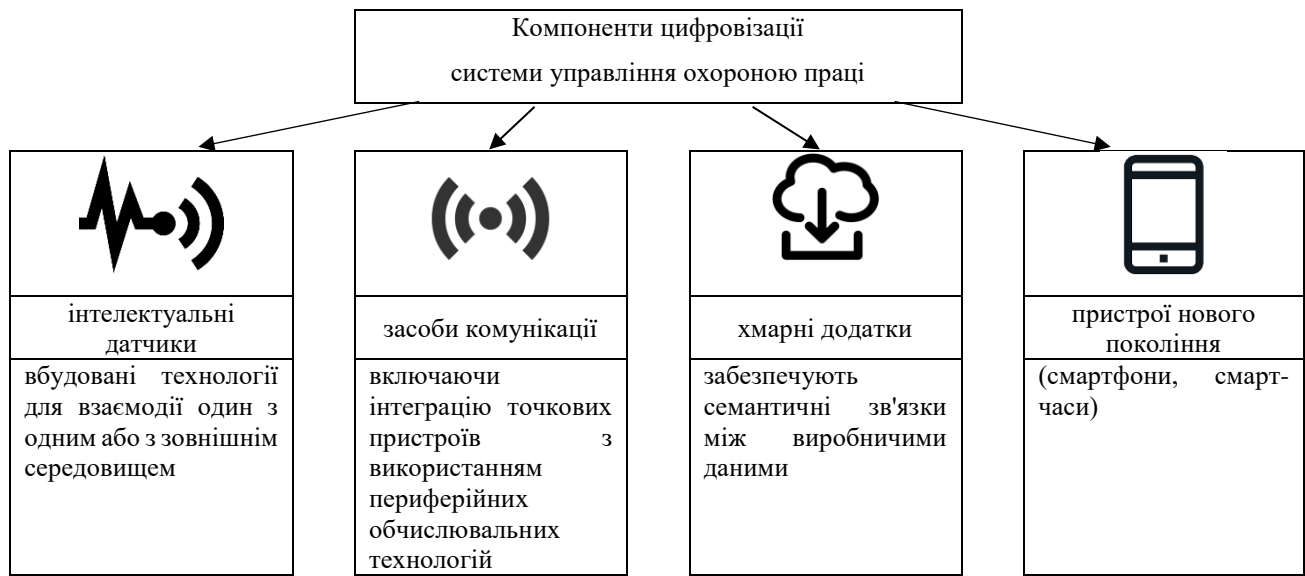 Компоненти цифровізації
системи управління охороною праці
інтелектуальні
датчики
вбудовані технології
для взаємодії один з
одним або з зовнішнім
середовищем
засоби комунікації
включаючи
інтеграцію точкових
пристроїв з
використанням
периферійних
обчислювальних
технологій
хмарні додатки
забезпечують
семантичні зв'язки
між виробничими
даними
пристрої нового
покоління
(смартфони, смарт-
часи)